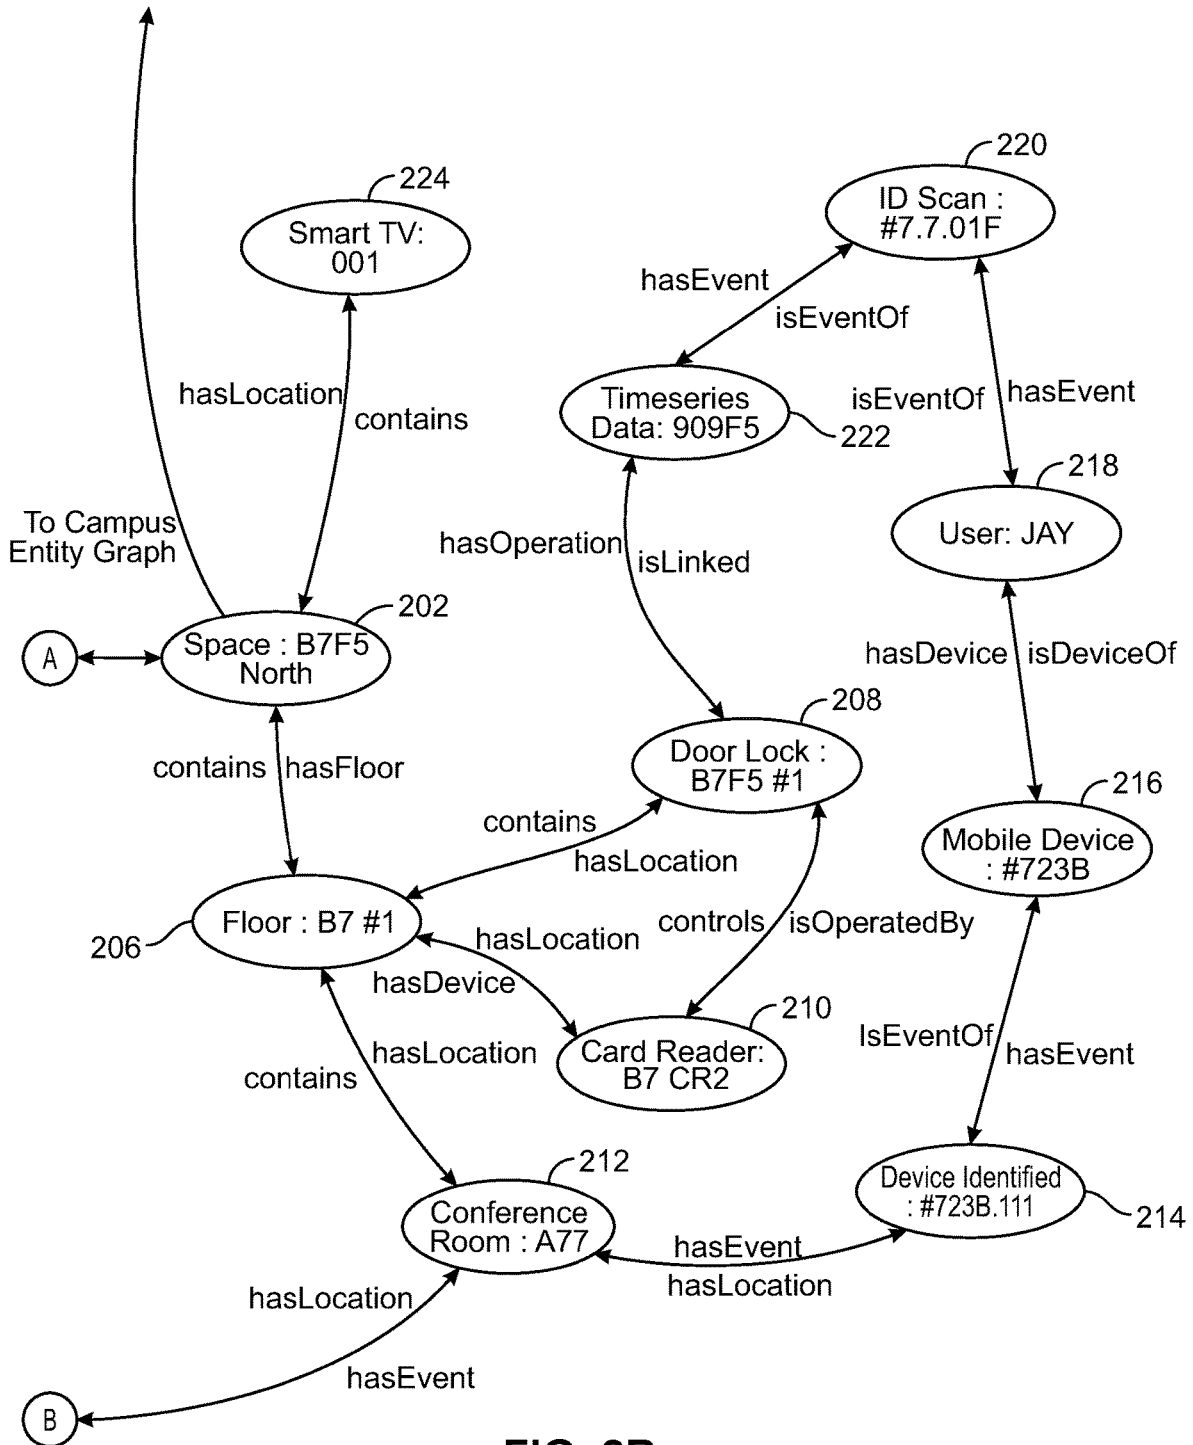 220
ID Scan :
#7.7.01F
224
Smart TV:
001
hasEvent
isEventOf
hasLocation
contains
Timeseries
Data: 909F5
222
isEventOf
hasEvent
218
User: JAY
To Campus
Entity Graph
hasOperation
isLinked
202
Space : B7F5
North
A
hasDevice
isDeviceOf
208
Door Lock :
B7F5 #1
contains
hasFloor
216
Mobile Device
: #723B
contains
hasLocation
206
Floor : B7 #1
hasLocation
hasDevice
controls
isOperatedBy
210
Card Reader:
B7 CR2
IsEventOf
hasEvent
hasLocation
contains
212
Conference
Room : A77
Device Identified
: #723B.111
214
hasEvent
hasLocation
hasLocation
hasEvent
B